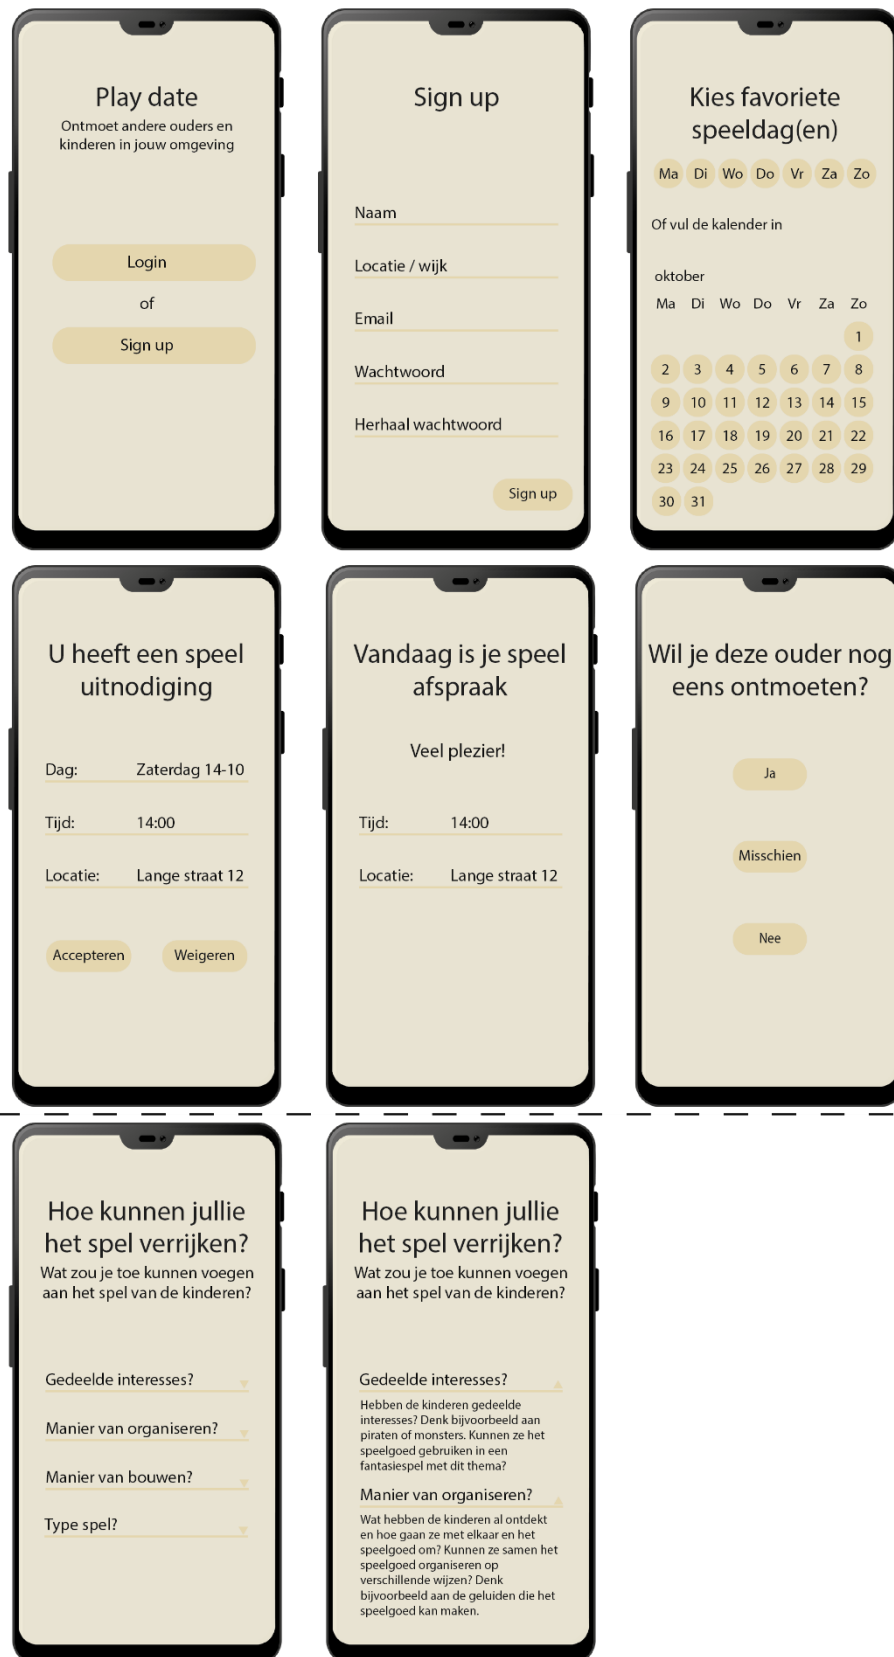 Play date
Ontmoet andere ouders en
kinderen in jouw omgeving
Login
of
Sign up
Sign up
Naam
Locatie / wijk
Email
Wachtwoord
Herhaal wachtwoord
Sign up
Kies favoriete
speeldag(en)
Ma Di Wo Do Vr Za Zo
Of vul de kalender in
oktober
Ma Di Wo Do Vr Za Zo
1
2 3 4 5 6 7 8
9 10 11 12 13 14 15
16 17 18 19 20 21 22
23 24 25 26 27 28 29
30 31
U heeft een speel
uitnodiging
Dag: Zaterdag 14-10
Tijd: 14:00
Locatie: Lange straat 12
Accepteren Weigeren
Vandaag is je speel
afspraak
Veel plezier!
Tijd: 14:00
Locatie: Lange straat 12
Wil je deze ouder nog
eens ontmoeten?
Ja
Misschien
Nee
Hoe kunnen jullie
het spel verrijken?
Wat zou je toe kunnen voegen
aan het spel van de kinderen?
Gedeelde interesses?
Manier van organiseren?
Manier van bouwen?
Type spel?
Hoe kunnen jullie
het spel verrijken?
Wat zou je toe kunnen voegen
aan het spel van de kinderen?
Gedeelde interesses?
Hebben de kinderen gedeelde
interesses? Denk bijvoorbeeld aan
piraten of monsters. Kunnen ze het
speelgoed gebruiken in een
fantasiespel met dit thema?
Manier van organiseren?
Wat hebben de kinderen al ontdekt
en hoe gaan ze met elkaar en het
speelgoed om? Kunnen ze samen het
speelgoed organiseren op
verschillende wijzen? Denk
bijvoorbeeld aan de geluiden die het
speelgoed kan maken.